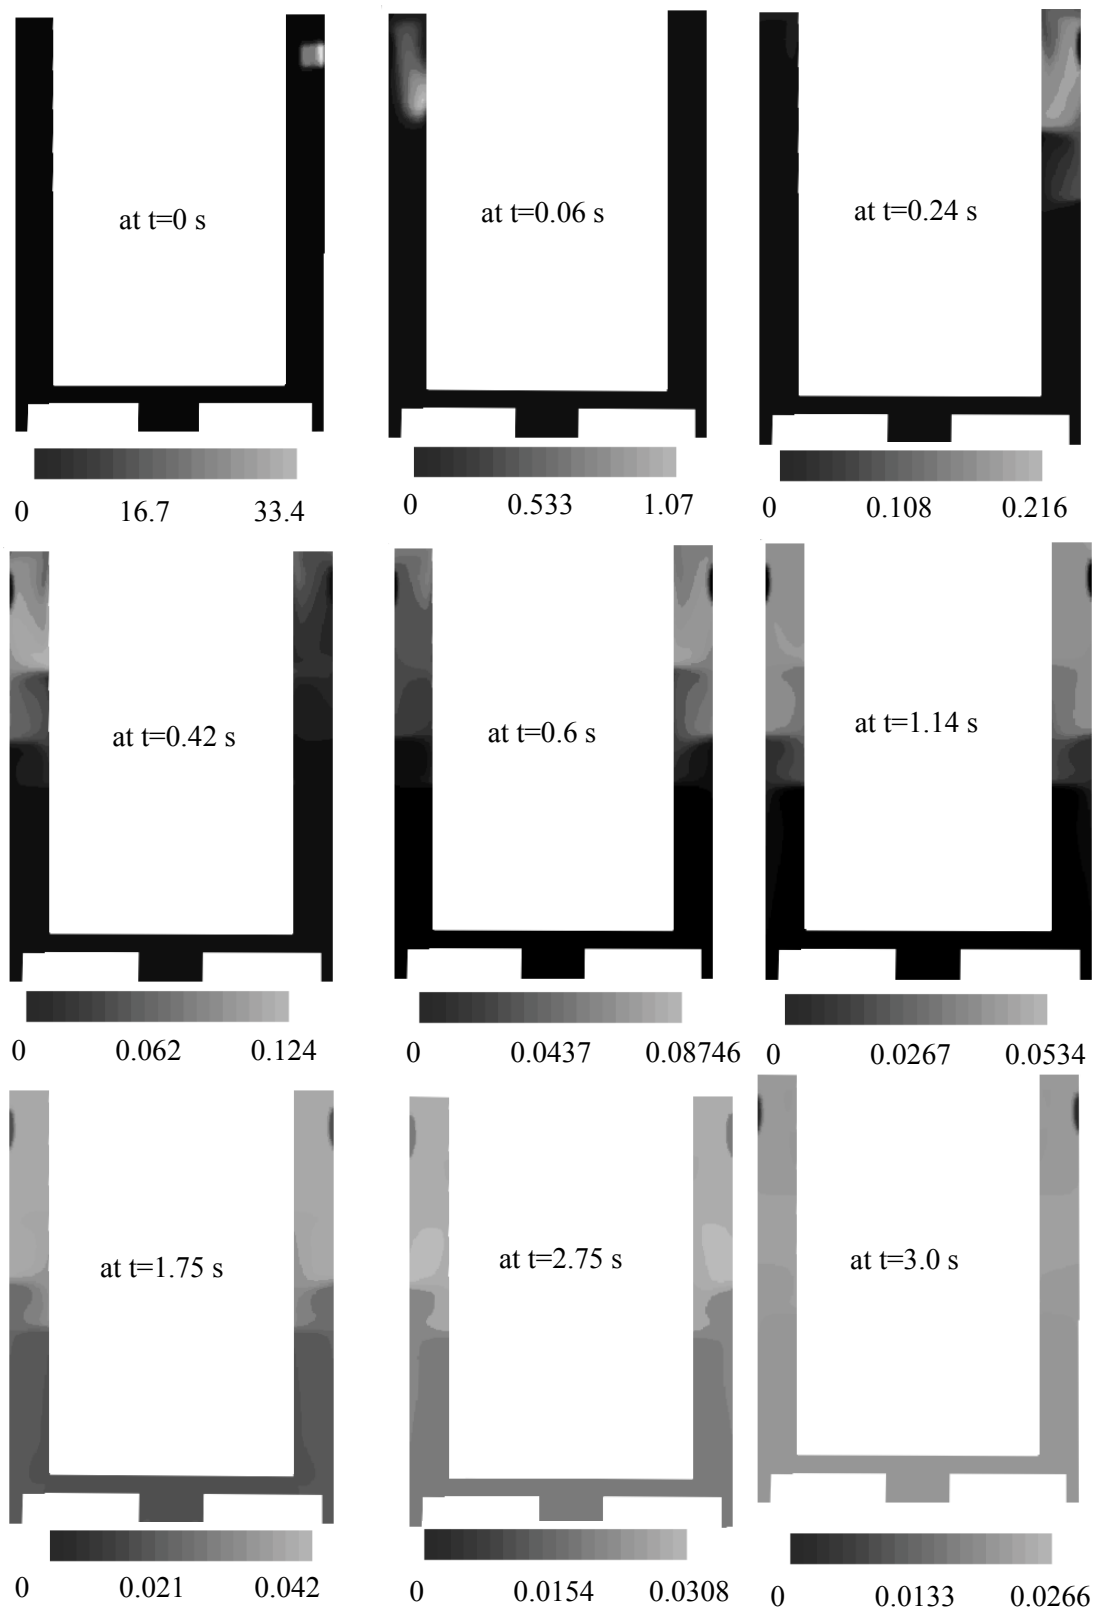 at t=0 s
at t=0.06 s
at t=0.24 s
0 16.7 33.4
0 0.533 1.07
0 0.108 0.216
at t=0.42 s
at t=0.6 s
at t=1.14 s
0 0.062 0.124
0 0.0437 0.08746
0 0.0267 0.0534
at t=1.75 s
at t=2.75 s
at t=3.0 s
0 0.021 0.042
0 0.0154 0.0308
0 0.0133 0.0266